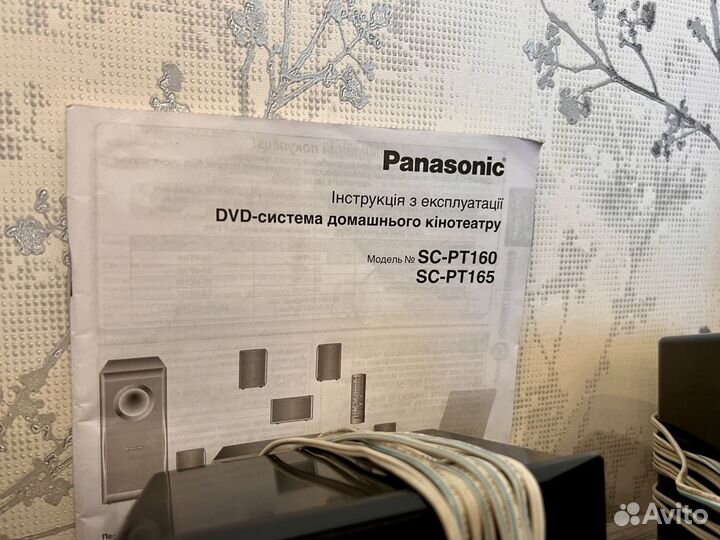 Panasonic
Інструкція з експлуатації
DVD-система домашнього кінотеатру
Модель № SC-PT160
SC-PT165
Avito